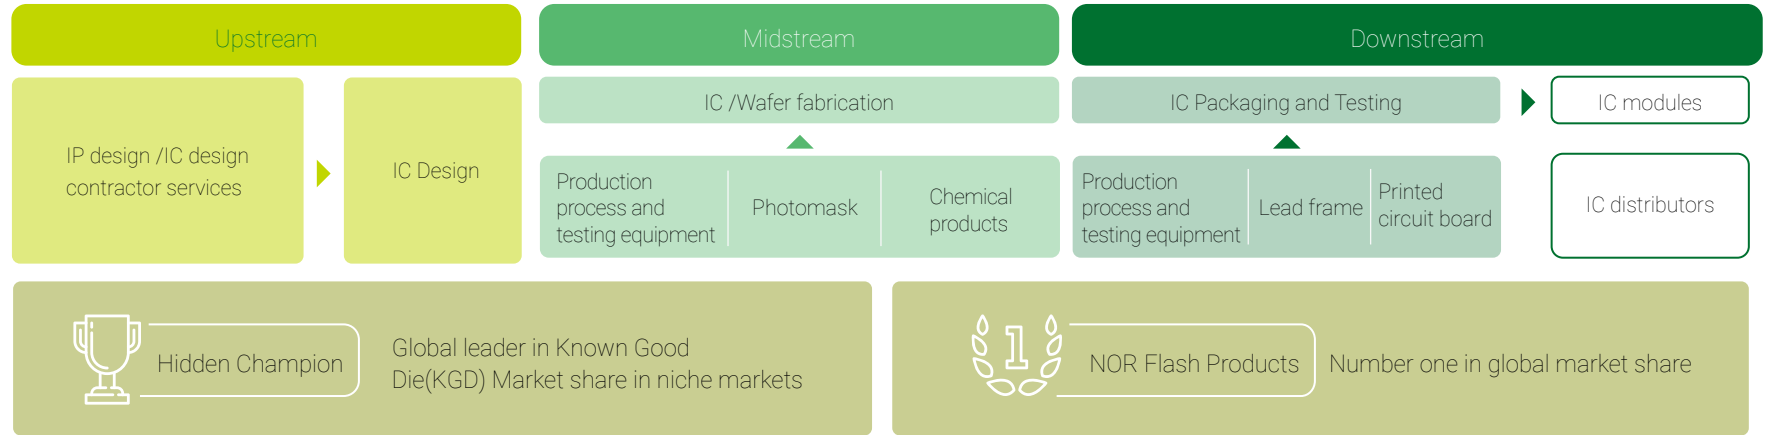 Upstream
Midstream
Downstream
IP design /IC design
contractor services
IC Design
IC /Wafer fabrication
Production
process and
testing equipment
Photomask
Chemical
products
IC Packaging and Testing
Production
process and
testing equipment
Lead frame
Printed
circuit board
IC modules
IC distributors
Hidden Champion
Global leader in Known Good
Die(KGD) Market share in niche markets
1
NOR Flash Products
Number one in global market share